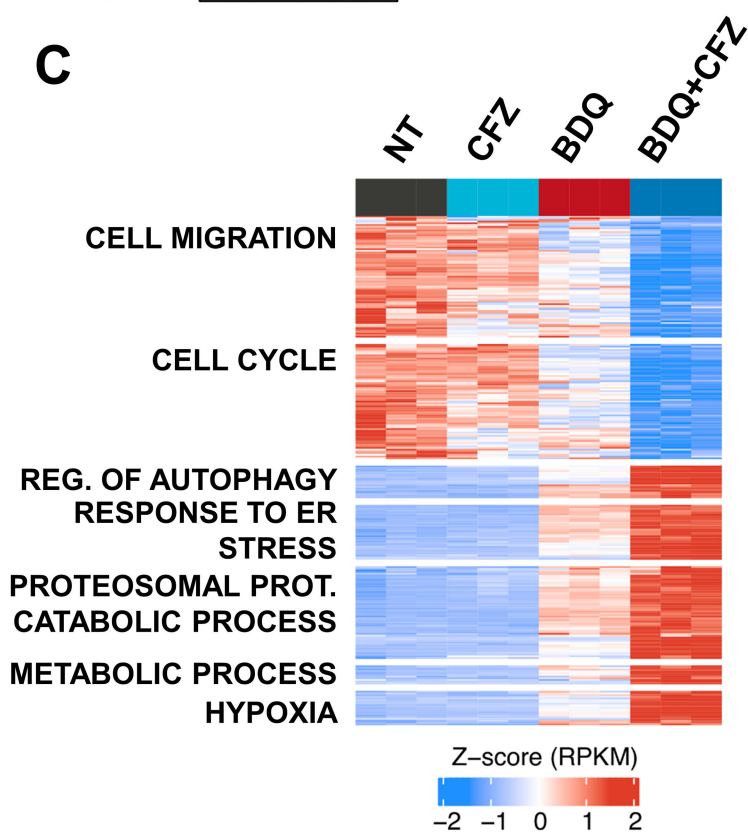 C
NT
CFZ
BDQ
BDQ+CFZ
CELL MIGRATION
CELL CYCLE
REG. OF AUTOPHAGY
RESPONSE TO ER
STRESS
PROTEOSOMAL PROT.
CATABOLIC PROCESS
METABOLIC PROCESS
HYPOXIA
Z−score (RPKM)
−2 −1 0 1 2